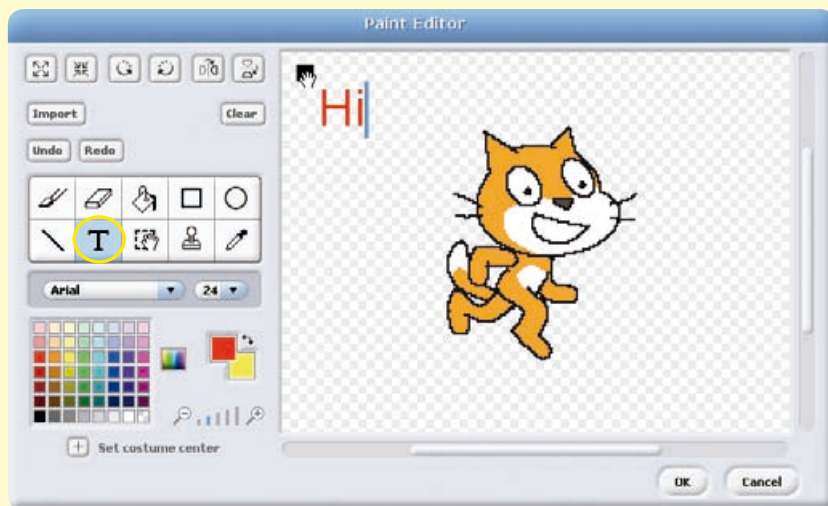 Paint Editor
Import
Clear
Undo
Redo
T
Arial
24
Set costume center
Hi
OK
Cancel